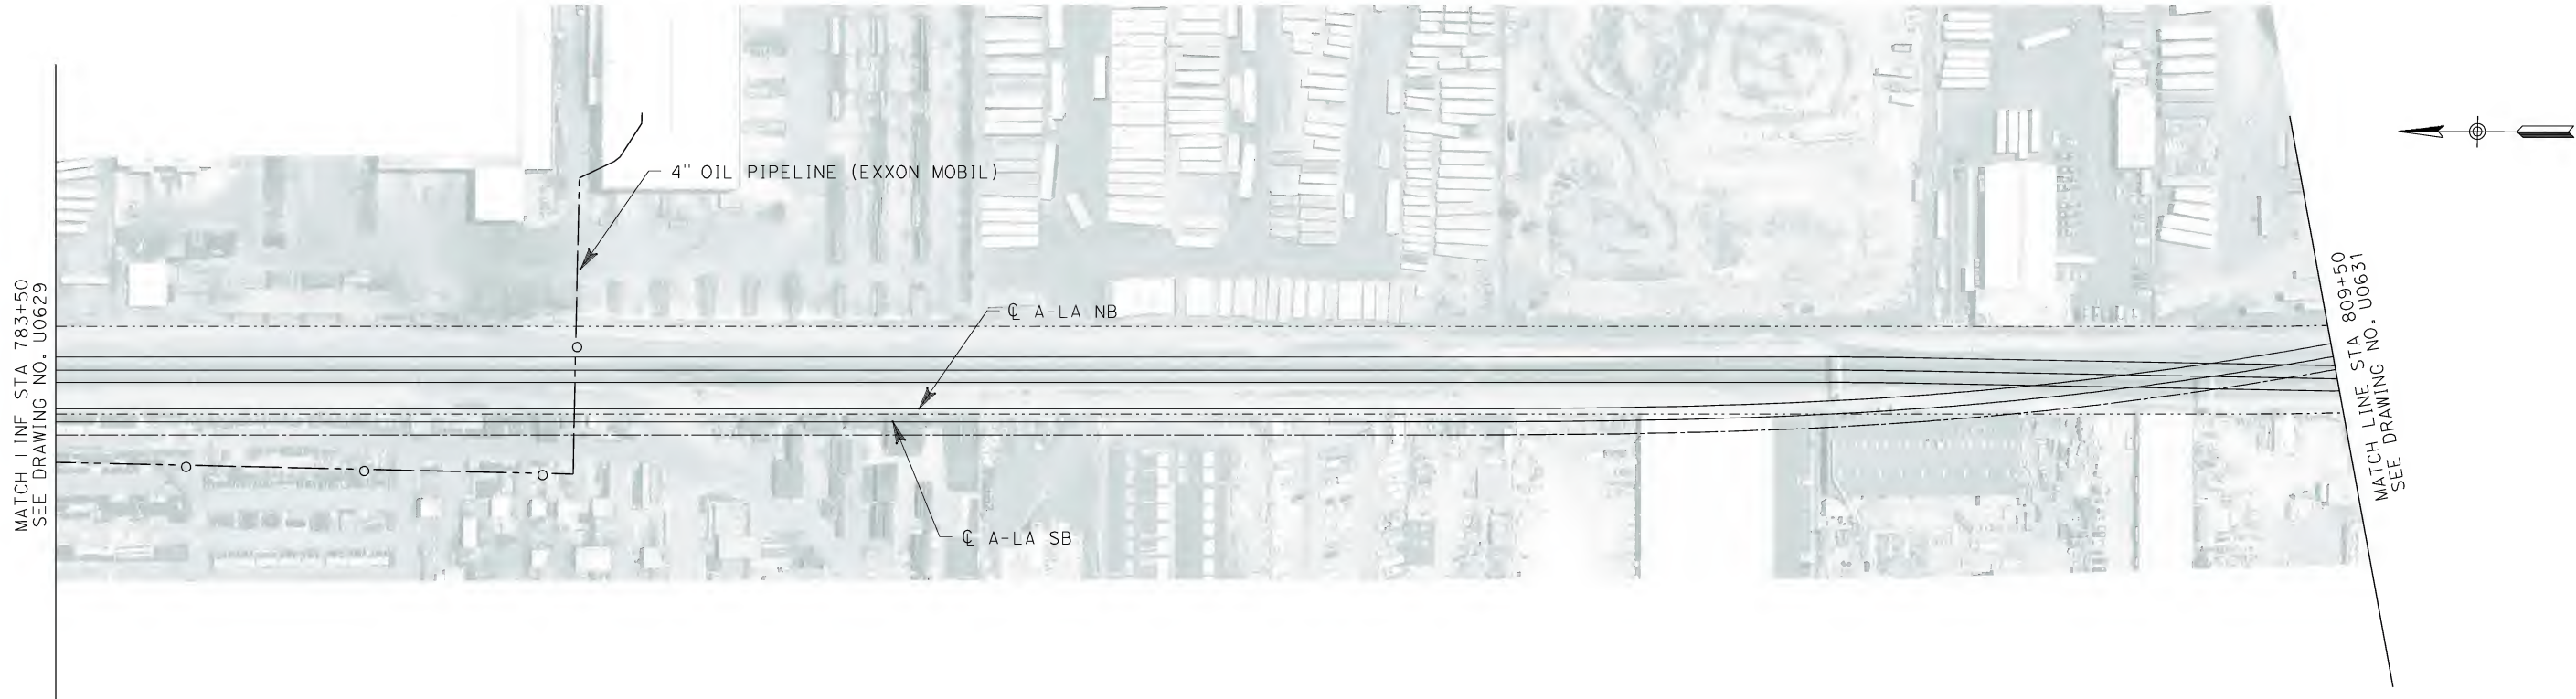 MATCH LINE STA 783+50
SEE DRAWING NO. U0629
4" OIL PIPELINE (EXXON MOBIL)
℄ A-LA NB
℄ A-LA SB
MATCH LINE STA 809+50
SEE DRAWING NO. U0631